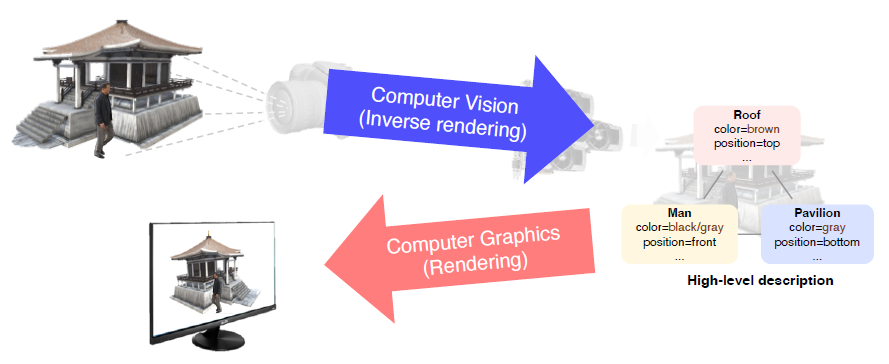 Computer Vision
(Inverse rendering)
Roof
color=brown
position=top
...
Man
color=black/gray
position=front
...
Pavilion
color=gray
position=bottom
...
Computer Graphics
(Rendering)
High-level description